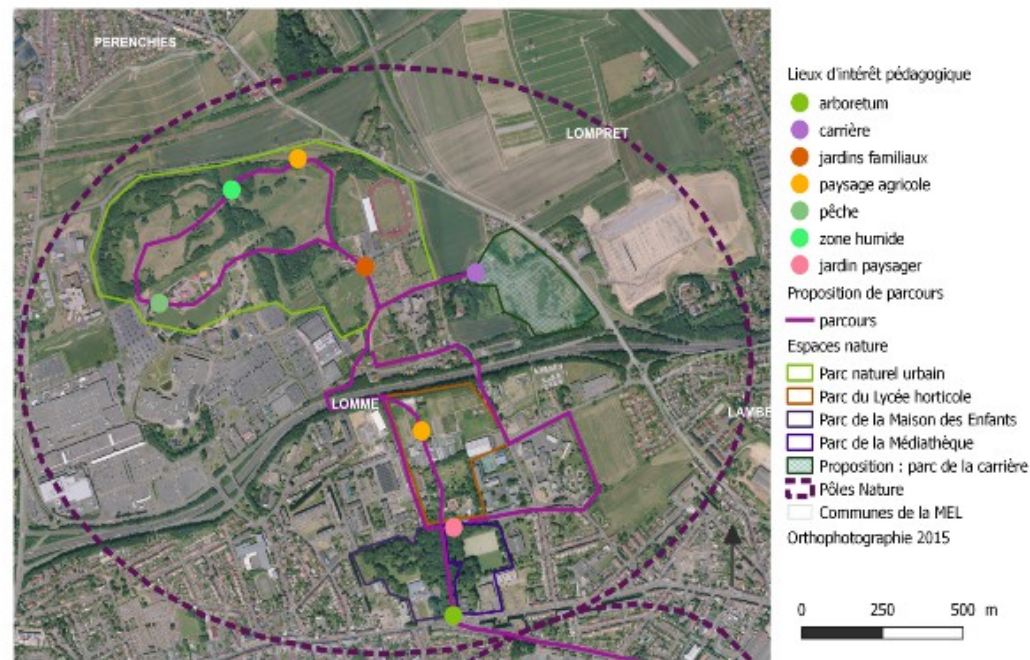 PERENCHIES
LOMPRET
LOMME
LAMBE
Lieux d'intérêt pédagogique
arboretum
carrière
jardins familiaux
paysage agricole
pêche
zone humide
jardin paysager
Proposition de parcours
parcours
Espaces nature
Parc naturel urbain
Parc du Lycée horticole
Parc de la Maison des Enfants
Parc de la Médiathèque
Proposition : parc de la carrière
Pôles Nature
Communes de la MEL
Orthophotographie 2015
0 250 500 m